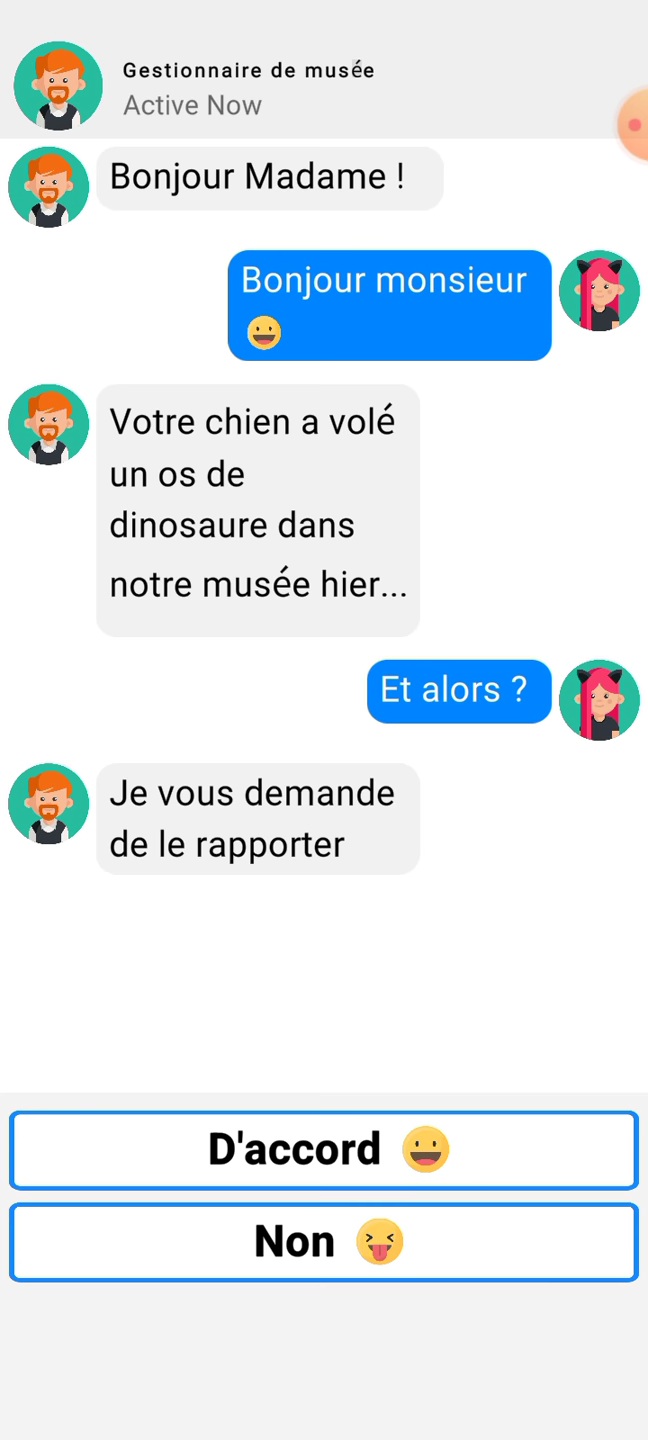 Gestionnaire de musée
Active Now
Bonjour Madame !
Bonjour monsieur
😀
Votre chien a volé
un os de
dinosaure dans
notre musée hier...
Et alors ?
Je vous demande
de le rapporter
D'accord 😀
Non 😝